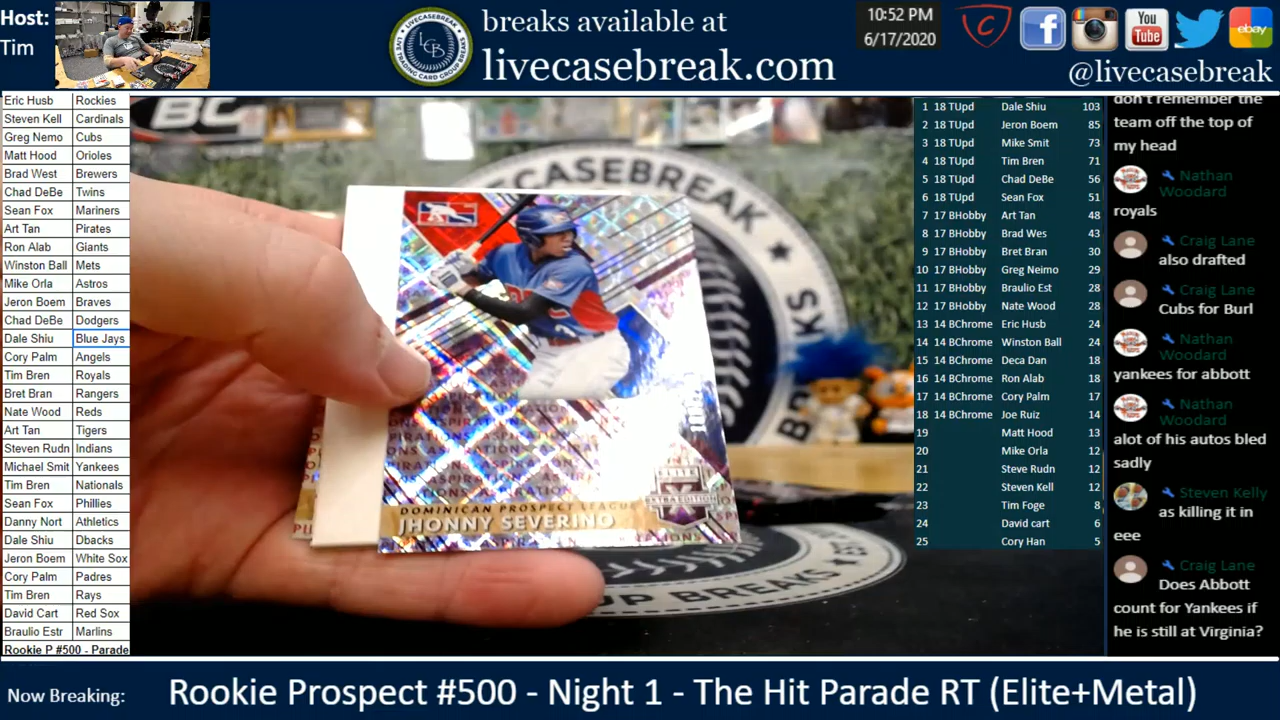 Host:
Tim
LCB
breaks available at
livecasebreak.com
10:52 PM
6/17/2020
You
Tube
ebay
@livecasebreak
Eric Husb Rockies
Steven Kell Cardinals
Greg Nemo Cubs
Matt Hood Orioles
Brad West Brewers
Chad DeBe Twins
Sean Fox Mariners
Art Tan Pirates
Ron Alab Giants
Winston Ball Mets
Mike Orla Astros
Jeron Boem Braves
Chad DeBe Dodgers
Dale Shiu Blue Jays
Cory Palm Angels
Tim Bren Royals
Bret Bran Rangers
Nate Wood Reds
Art Tan Tigers
Steven Rudn Indians
Michael Smit Yankees
Tim Bren Nationals
Sean Fox Phillies
Danny Nort Athletics
Dale Shiu Dbacks
Jeron Boem White Sox
Cory Palm Padres
Tim Bren Rays
David Cart Red Sox
Braulio Estr Marlins
Rookie P #500 - Parade
BC
CASEBREAK
BREAKS
EST
UP BREAKS
ASPIRATIONS
ELITE
EXTRA EDITION
DOMINICAN PROSPECT LEAGUE
JHONNY SEVERINO
1 18 TUpd Dale Shiu 103
2 18 TUpd Jeron Boem 85
3 18 TUpd Mike Smit 73
4 18 TUpd Tim Bren 71
5 18 TUpd Chad DeBe 56
6 18 TUpd Sean Fox 51
7 17 BHobby Art Tan 48
8 17 BHobby Brad Wes 43
9 17 BHobby Bret Bran 30
10 17 BHobby Greg Neimo 29
11 17 BHobby Braulio Est 28
12 17 BHobby Nate Wood 28
13 14 BChrome Eric Husb 24
14 14 BChrome Winston Ball 24
15 14 BChrome Deca Dan 18
16 14 BChrome Ron Alab 18
17 14 BChrome Cory Palm 17
18 14 BChrome Joe Ruiz 14
19 Matt Hood 13
20 Mike Orla 12
21 Steve Rudn 12
22 Steven Kell 12
23 Tim Foge 8
24 David cart 6
25 Cory Han 5
don't remember the
team off the top of
my head
Nathan
Woodard
royals
Craig Lane
also drafted
Craig Lane
Cubs for Burl
Nathan
Woodard
yankees for abbott
Nathan
Woodard
alot of his autos bled
sadly
Steven Kelly
as killing it in
eee
Craig Lane
Does Abbott
count for Yankees if
he is still at Virginia?
Now Breaking:
Rookie Prospect #500 - Night 1 - The Hit Parade RT (Elite+Metal)